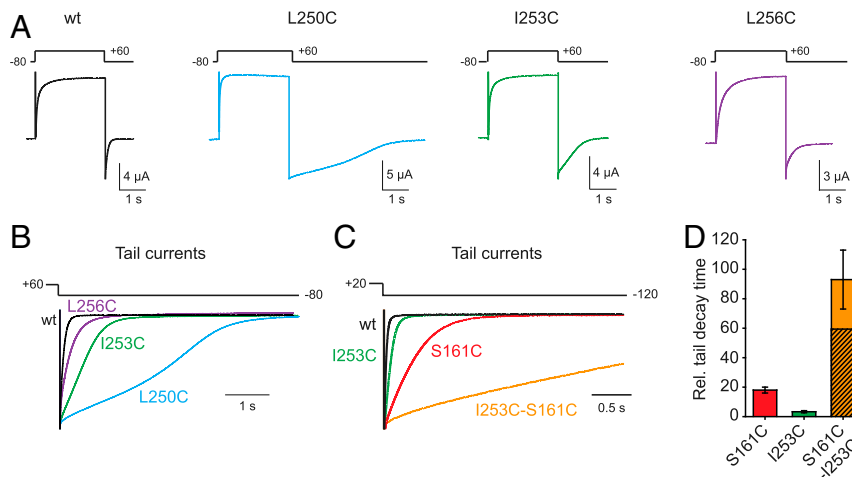 A
wt
L250C
I253C
L256C
-80
+60
-80
+60
-80
+60
-80
+60
4 µA
1 s
5 µA
1 s
4 µA
1 s
3 µA
1 s
B
Tail currents
+60
-80
L256C
wt
I253C
L250C
1 s
C
Tail currents
+20
-120
wt
I253C
S161C
I253C-S161C
0.5 s
D
Rel. tail decay time
120
100
80
60
40
20
0
S161C
I253C
S161C
-I253C